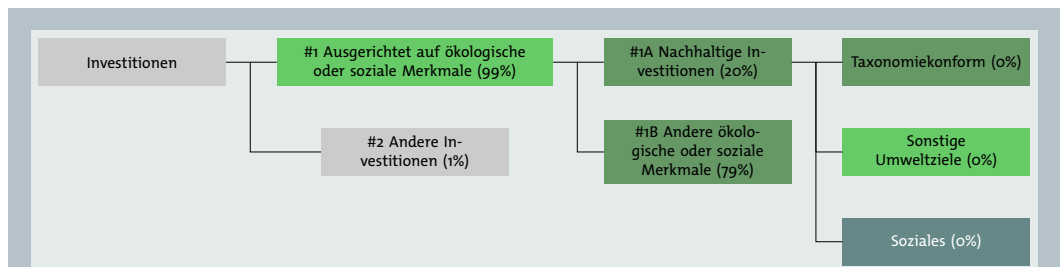 Investitionen
#1 Ausgerichtet auf ökologische
oder soziale Merkmale (99%)
#1A Nachhaltige In-
vestitionen (20%)
Taxonomiekonform (0%)
#2 Andere In-
vestitionen (1%)
#1B Andere ökolo-
gische oder soziale
Merkmale (79%)
Sonstige
Umweltziele (0%)
Soziales (0%)